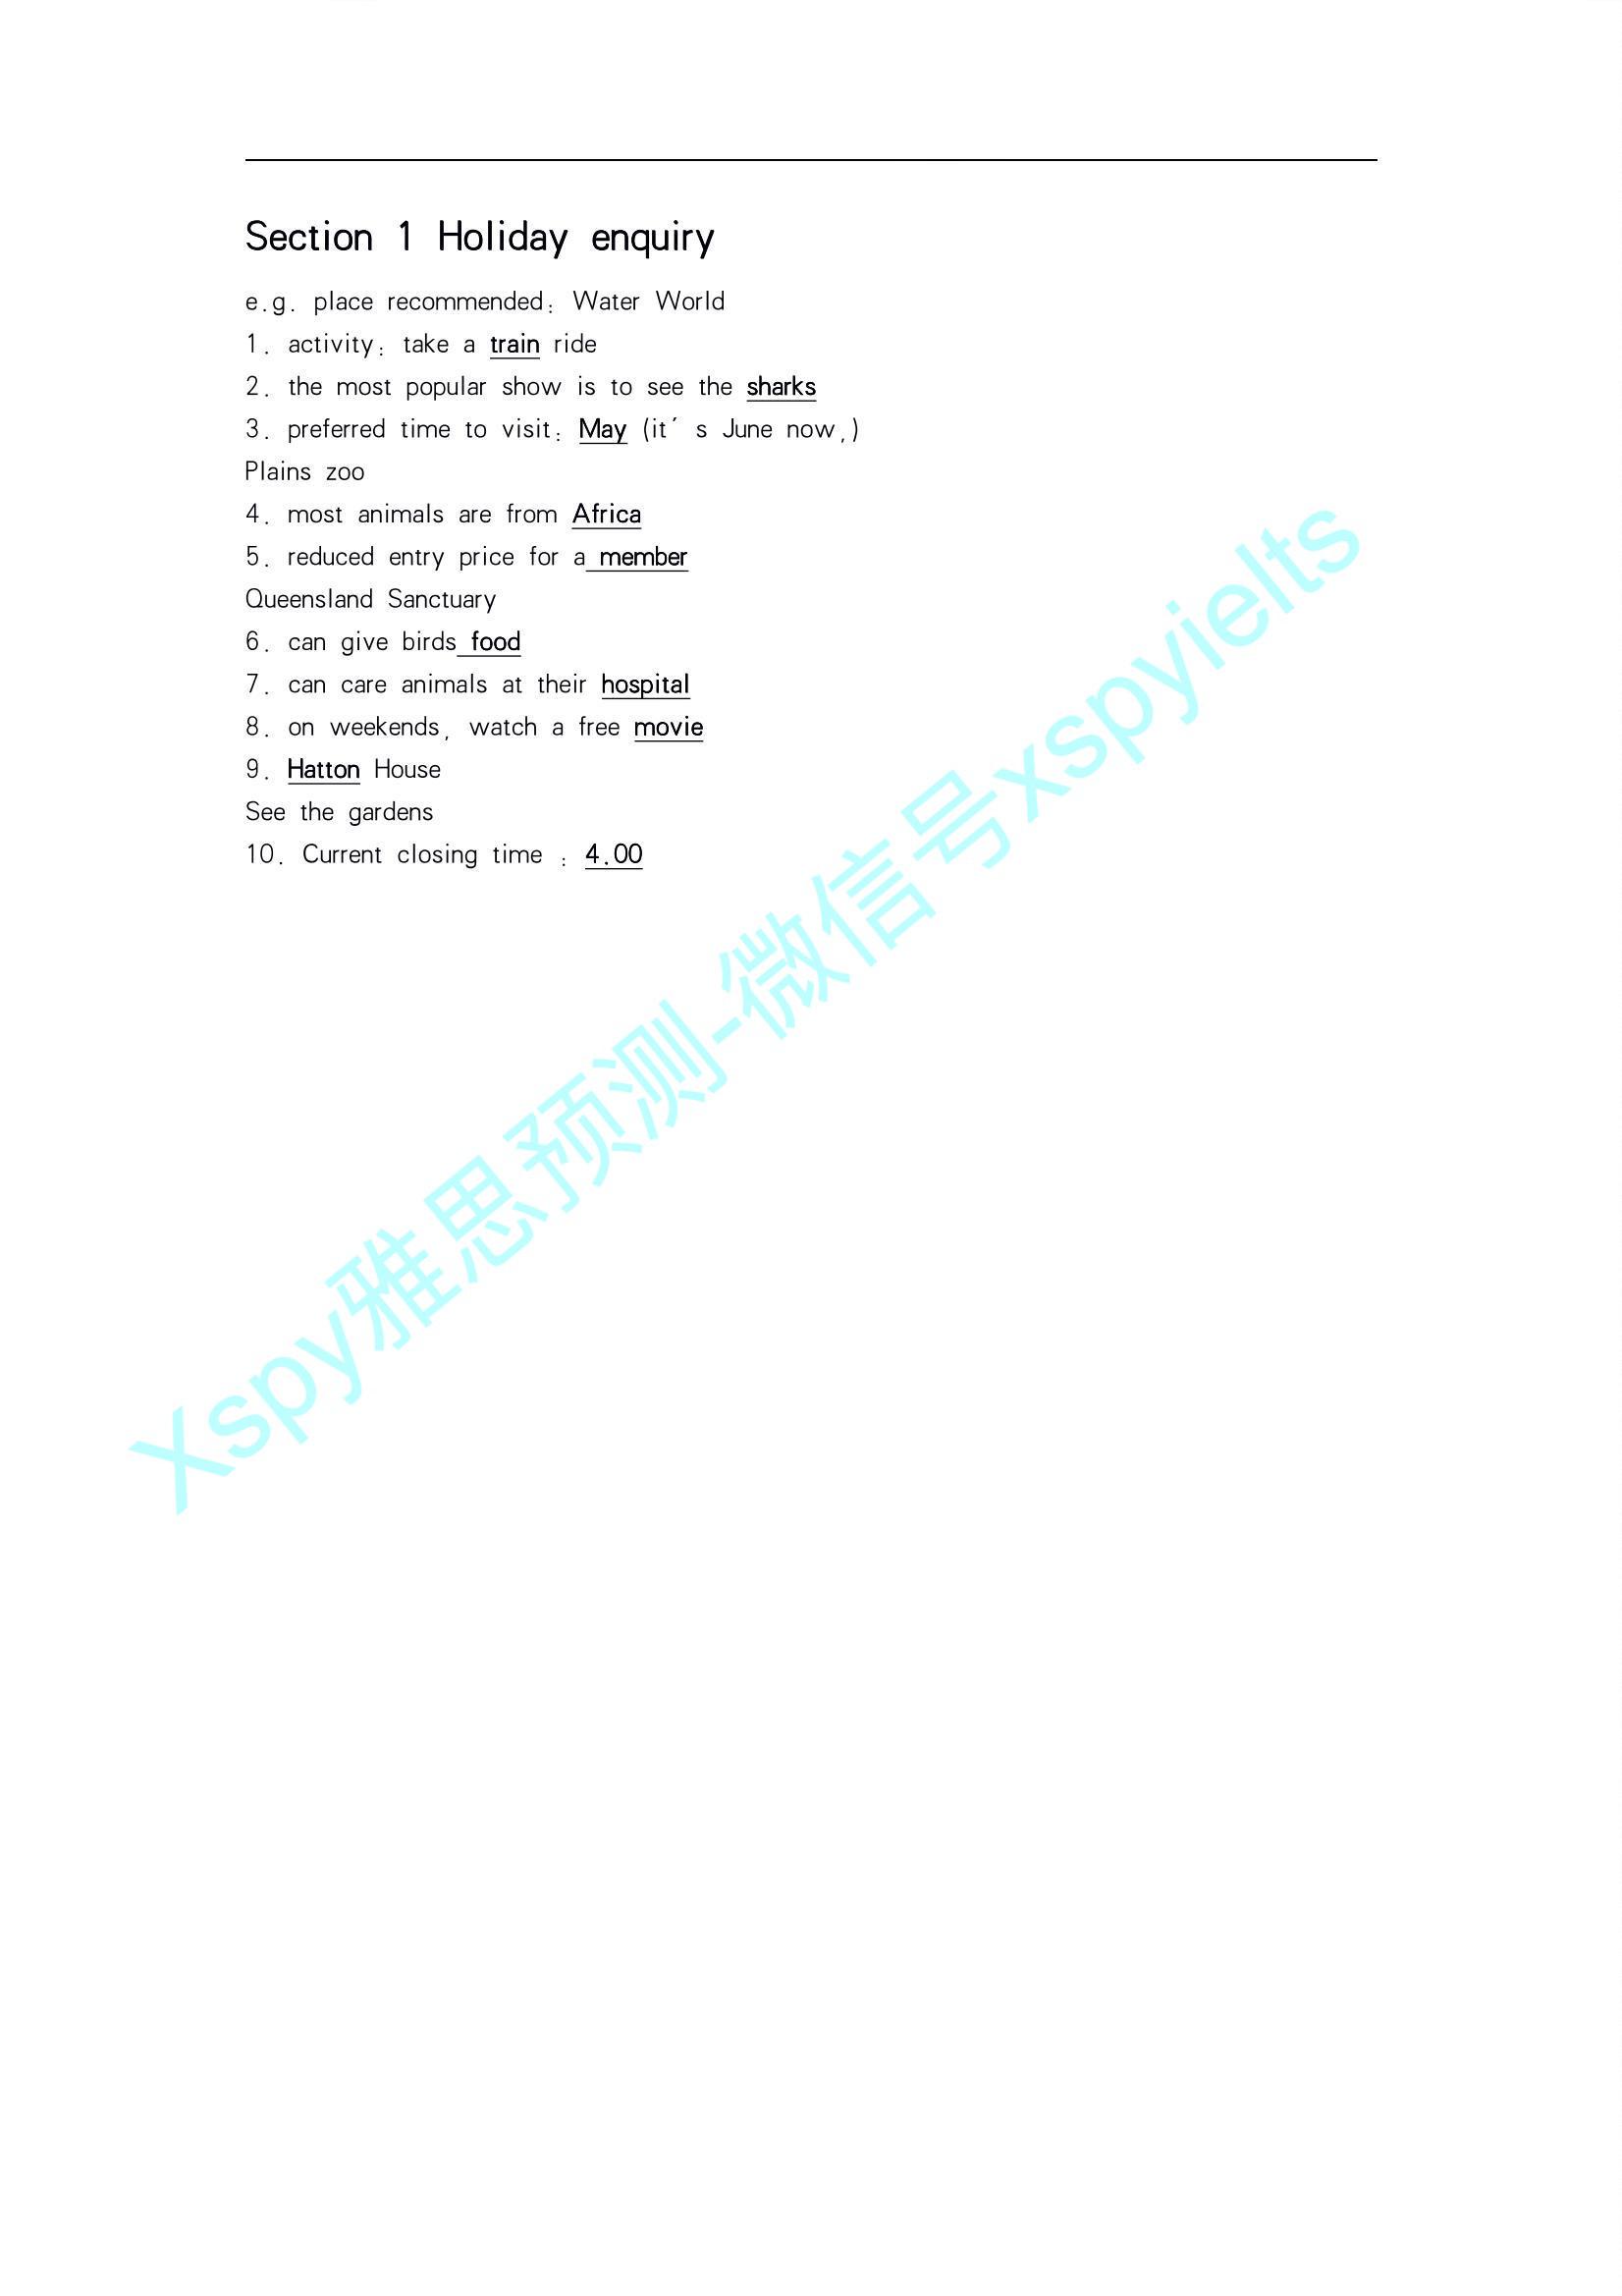 Section 1 Holiday enquiry
e.g. place recommended: Water World
1. activity: take a train ride
2. the most popular show is to see the sharks
3. preferred time to visit: May (it′ s June now,)
Plains zoo
4. most animals are from Africa
5. reduced entry price for a member
Queensland Sanctuary
6. can give birds food
7. can care animals at their hospital
8. on weekends, watch a free movie
9. Hatton House
See the gardens
10. Current closing time : 4.00
Xspy雅思预测-微信号xspyielts